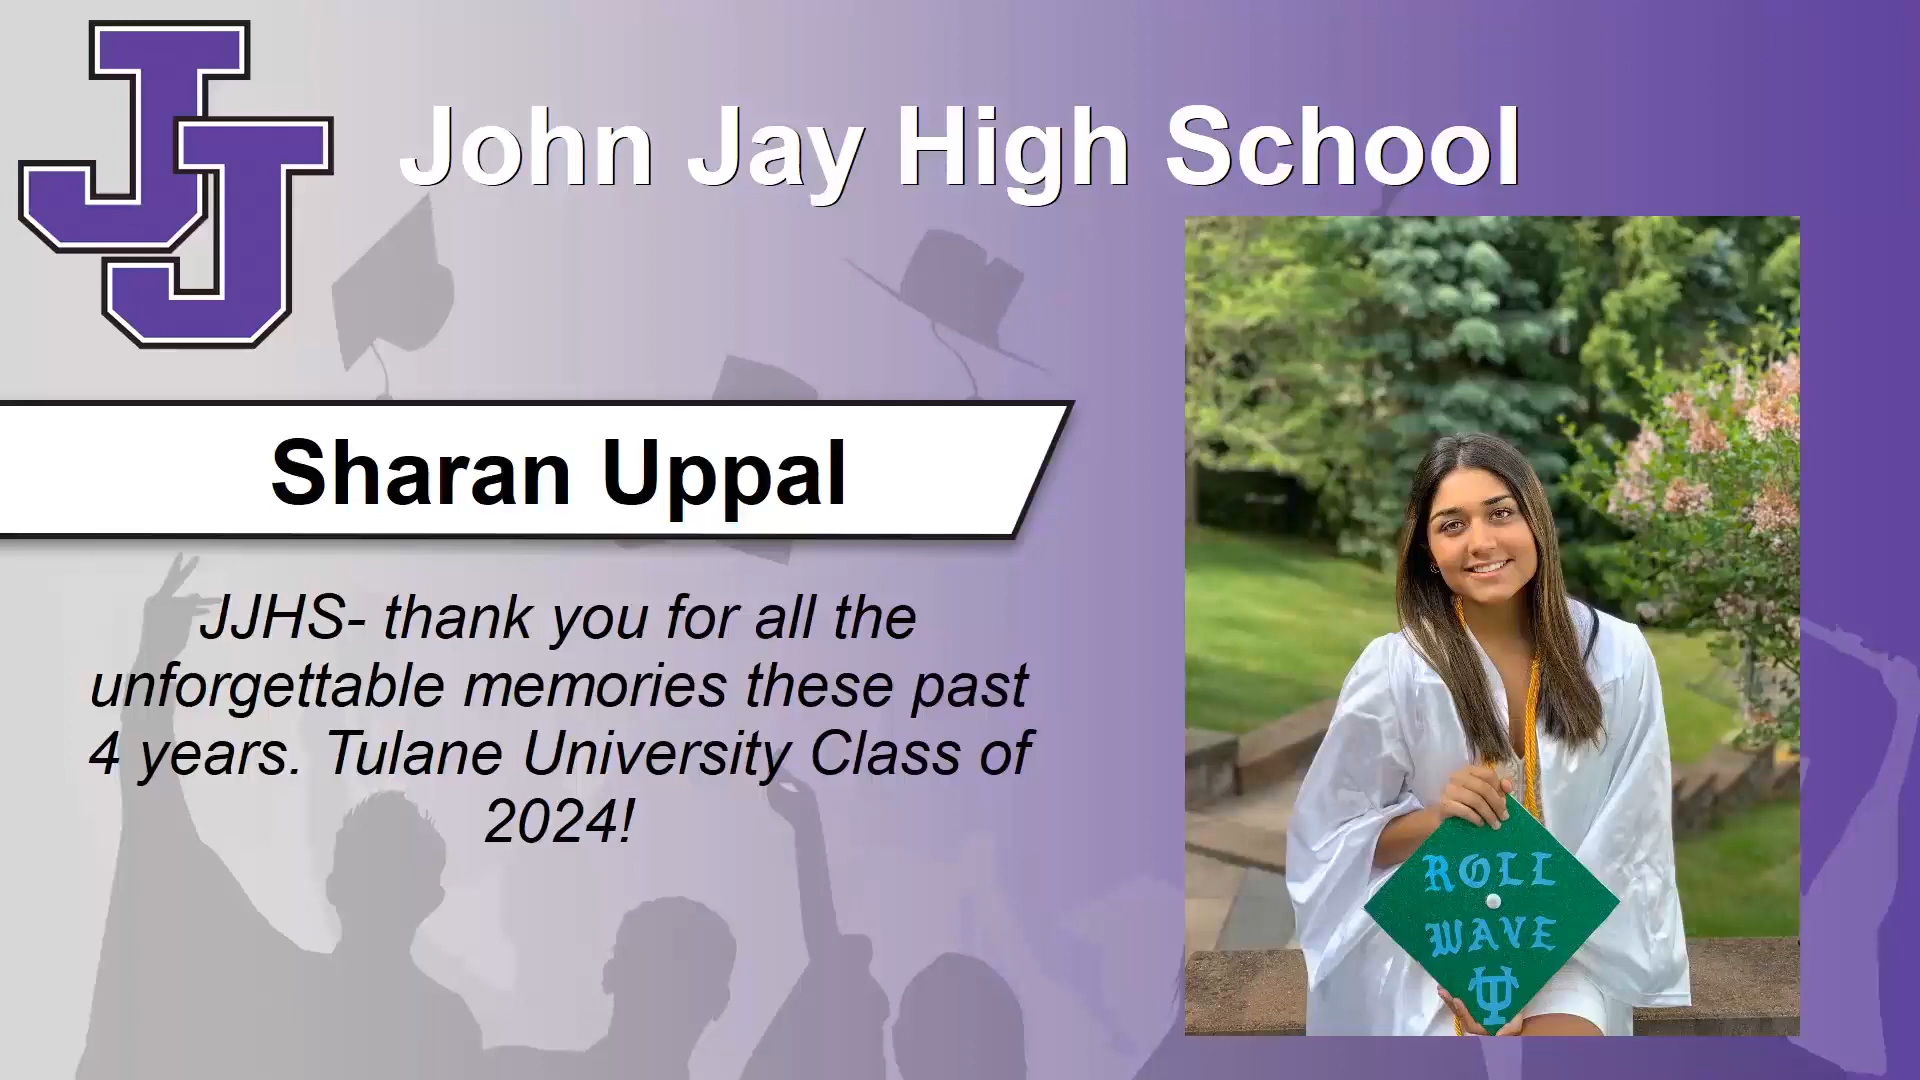 JJ
John Jay High School
Sharan Uppal
JJHS- thank you for all the
unforgettable memories these past
4 years. Tulane University Class of
2024!
ROLL
WAVE
TU